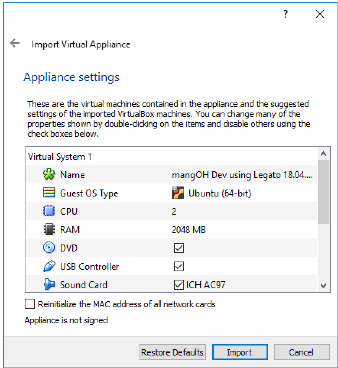 ?
Import Virtual Appliance
Appliance settings
These are the virtual machines contained in the appliance and the suggested
settings of the imported VirtualBox machines. You can change many of the
properties shown by double-clicking on the items and disable others using the
check boxes below.
Virtual System 1
Name mangOH Dev using Legato 18.04....
Guest OS Type Ubuntu (64-bit)
CPU 2
RAM 2048 MB
DVD
USB Controller
Sound Card ICH AC97
Reinitialize the MAC address of all network cards
Appliance is not signed
Restore Defaults Import Cancel